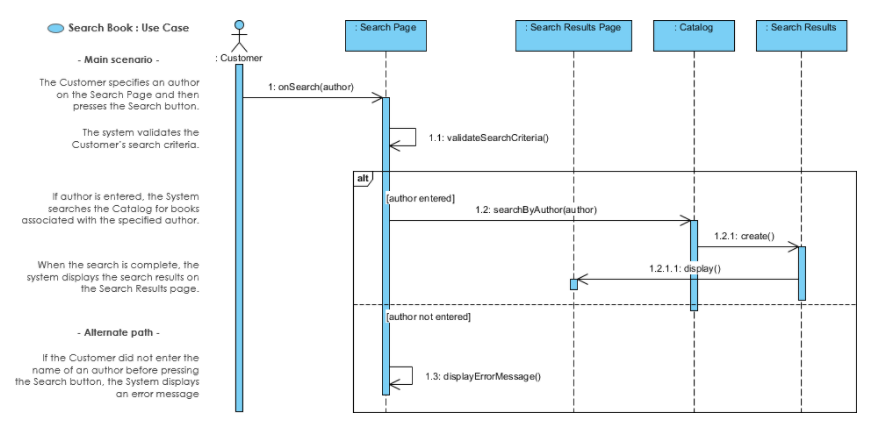 Search Book : Use Case
- Main scenario -
The Customer specifies an author
on the Search Page and then
presses the Search button.
The system validates the
Customer's search criteria.
If author is entered, the System
searches the Catalog for books
associated with the specified author.
When the search is complete, the
system displays the search results on
the Search Results page.
- Alternate path -
If the Customer did not enter the
name of an author before pressing
the Search button, the System displays
an error message
: Customer
: Search Page
: Search Results Page
: Catalog
: Search Results
1: onSearch(author)
1.1: validateSearchCriteria()
alt
[author entered]
1.2: searchByAuthor(author)
1.2.1: create()
1.2.1.1: display()
[author not entered]
1.3: displayErrorMessage()